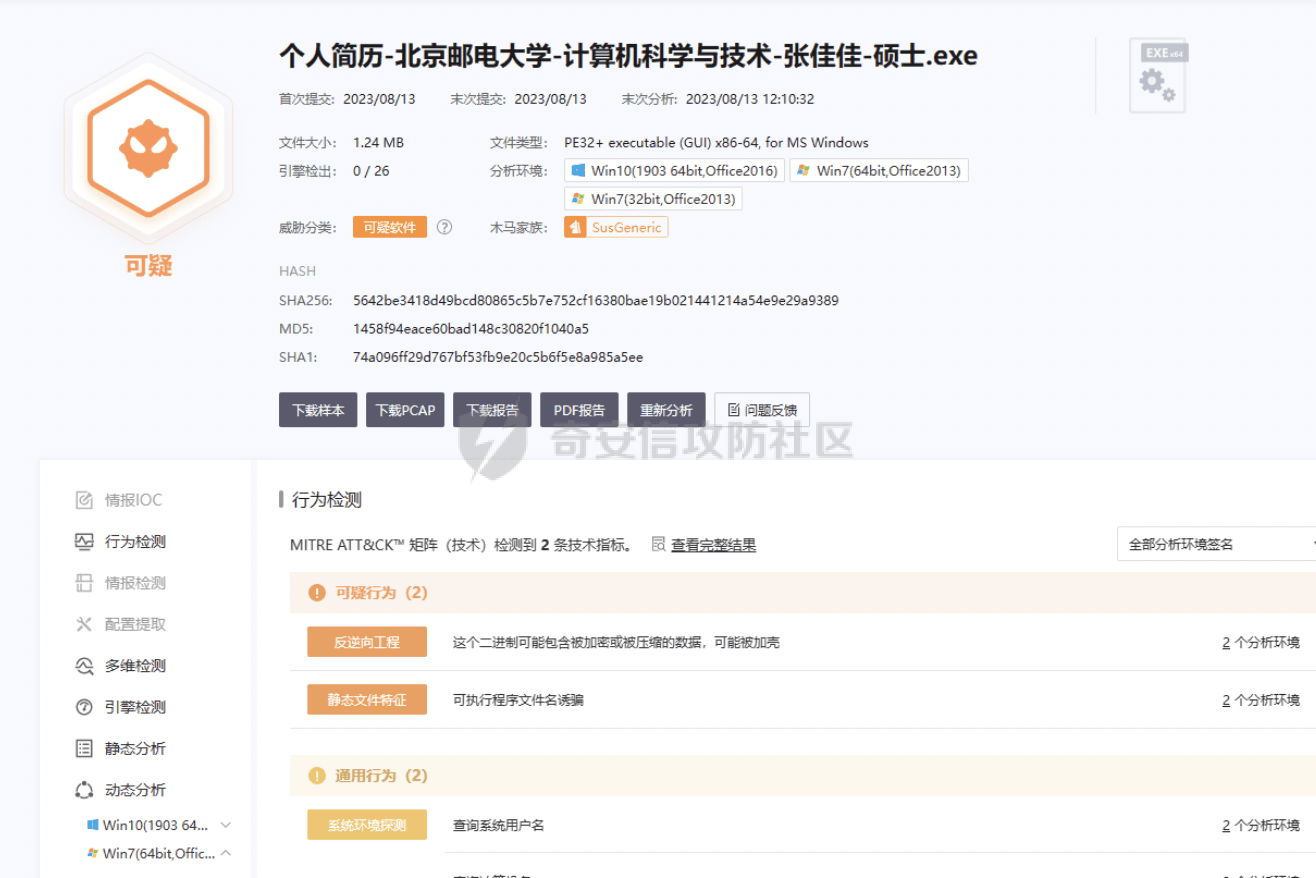 个人简历-北京邮电大学-计算机科学与技术-张佳佳-硕士.exe
EXE x64
首次提交: 2023/08/13 末次提交: 2023/08/13 末次分析: 2023/08/13 12:10:32
文件大小: 1.24 MB 文件类型: PE32+ executable (GUI) x86-64, for MS Windows
引擎检出: 0 / 26 分析环境: Win10(1903 64bit,Office2016) Win7(64bit,Office2013)
Win7(32bit,Office2013)
威胁分类: 可疑软件 ? 木马家族: SusGeneric
可疑
HASH
SHA256: 5642be3418d49bcd80865c5b7e752cf16380bae19b021441214a54e9e29a9389
MD5: 1458f94eace60bad148c30820f1040a5
SHA1: 74a096ff29d767bf53fb9e20c5b6f5e8a985a5ee
下载样本 下载PCAP 下载报告 PDF报告 重新分析 问题反馈
奇安信攻防社区
情报IOC
行为检测
情报检测
配置提取
多维检测
引擎检测
静态分析
动态分析
Win10(1903 64...
Win7(64bit,Offic...
行为检测
MITRE ATT&CK™ 矩阵（技术）检测到 2 条技术指标。 查看完整结果
全部分析环境签名
可疑行为（2）
反逆向工程 这个二进制可能包含被加密或被压缩的数据，可能被加壳 2 个分析环境
静态文件特征 可执行程序文件名诱骗 2 个分析环境
通用行为（2）
系统环境探测 查询系统用户名 2 个分析环境